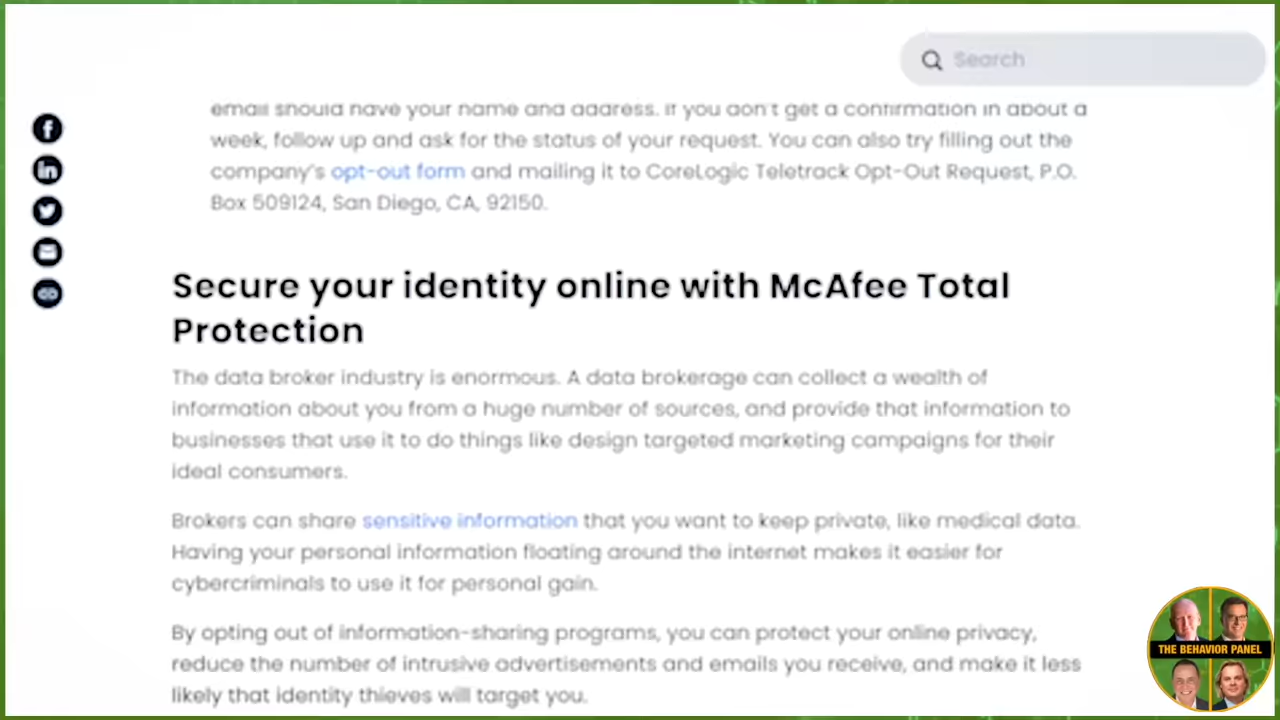 Search
email should have your name and address. If you don't get a confirmation in about a
week, follow up and ask for the status of your request. You can also try filling out the
company's opt-out form and mailing it to CoreLogic Teletrack Opt-Out Request, P.O.
Box 509124, San Diego, CA, 92150.
Secure your identity online with McAfee Total
Protection
The data broker industry is enormous. A data brokerage can collect a wealth of
information about you from a huge number of sources, and provide that information to
businesses that use it to do things like design targeted marketing campaigns for their
ideal consumers.
Brokers can share sensitive information that you want to keep private, like medical data.
Having your personal information floating around the internet makes it easier for
cybercriminals to use it for personal gain.
By opting out of information-sharing programs, you can protect your online privacy,
reduce the number of intrusive advertisements and emails you receive, and make it less
likely that identity thieves will target you.
THE BEHAVIOR PANEL